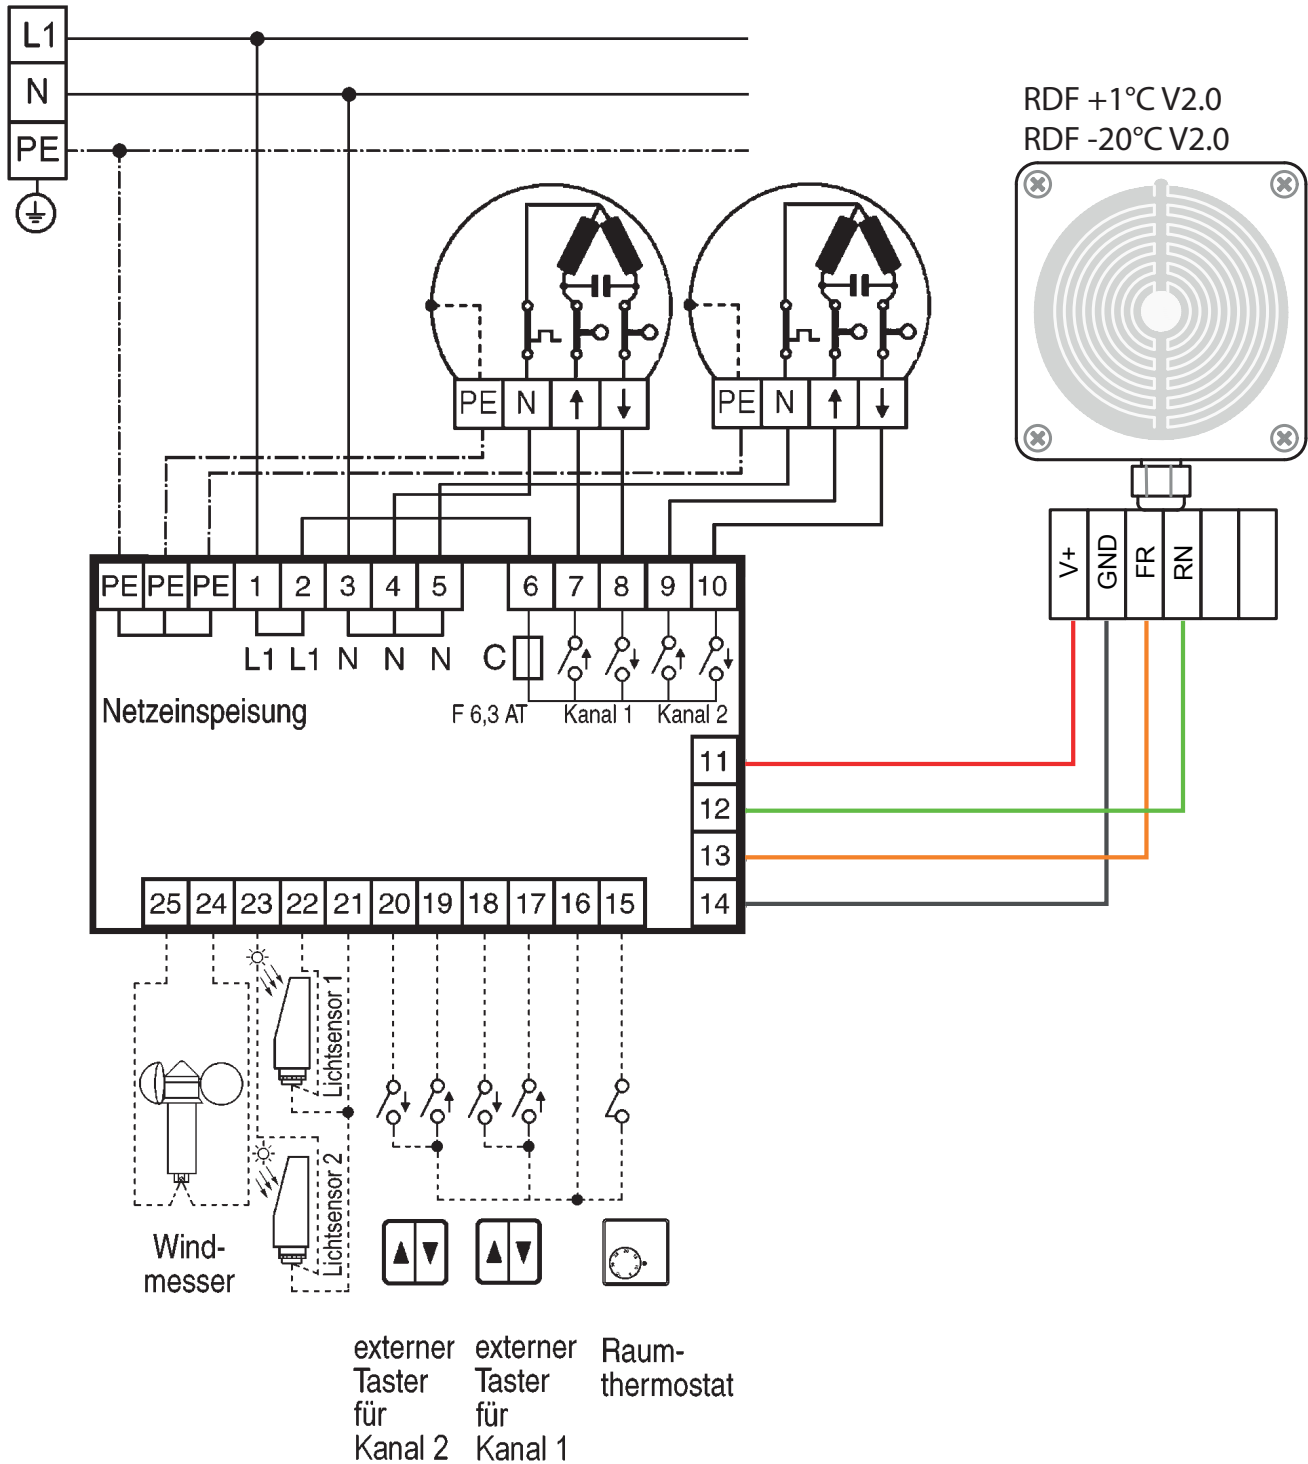 L1
N
PE
RDF +1°C V2.0
RDF -20°C V2.0
PE N ↑ ↓
PE N ↑ ↓
V+ GND FR RN
PE PE PE 1 2 3 4 5 6 7 8 9 10
L1 L1 N N N C
Netzeinspeisung
F 6,3 AT Kanal 1 Kanal 2
11
12
13
14
25 24 23 22 21 20 19 18 17 16 15
Lichtsensor 1
Lichtsensor 2
Wind-
messer
externer
Taster
für
Kanal 2
externer
Taster
für
Kanal 1
Raum-
thermostat